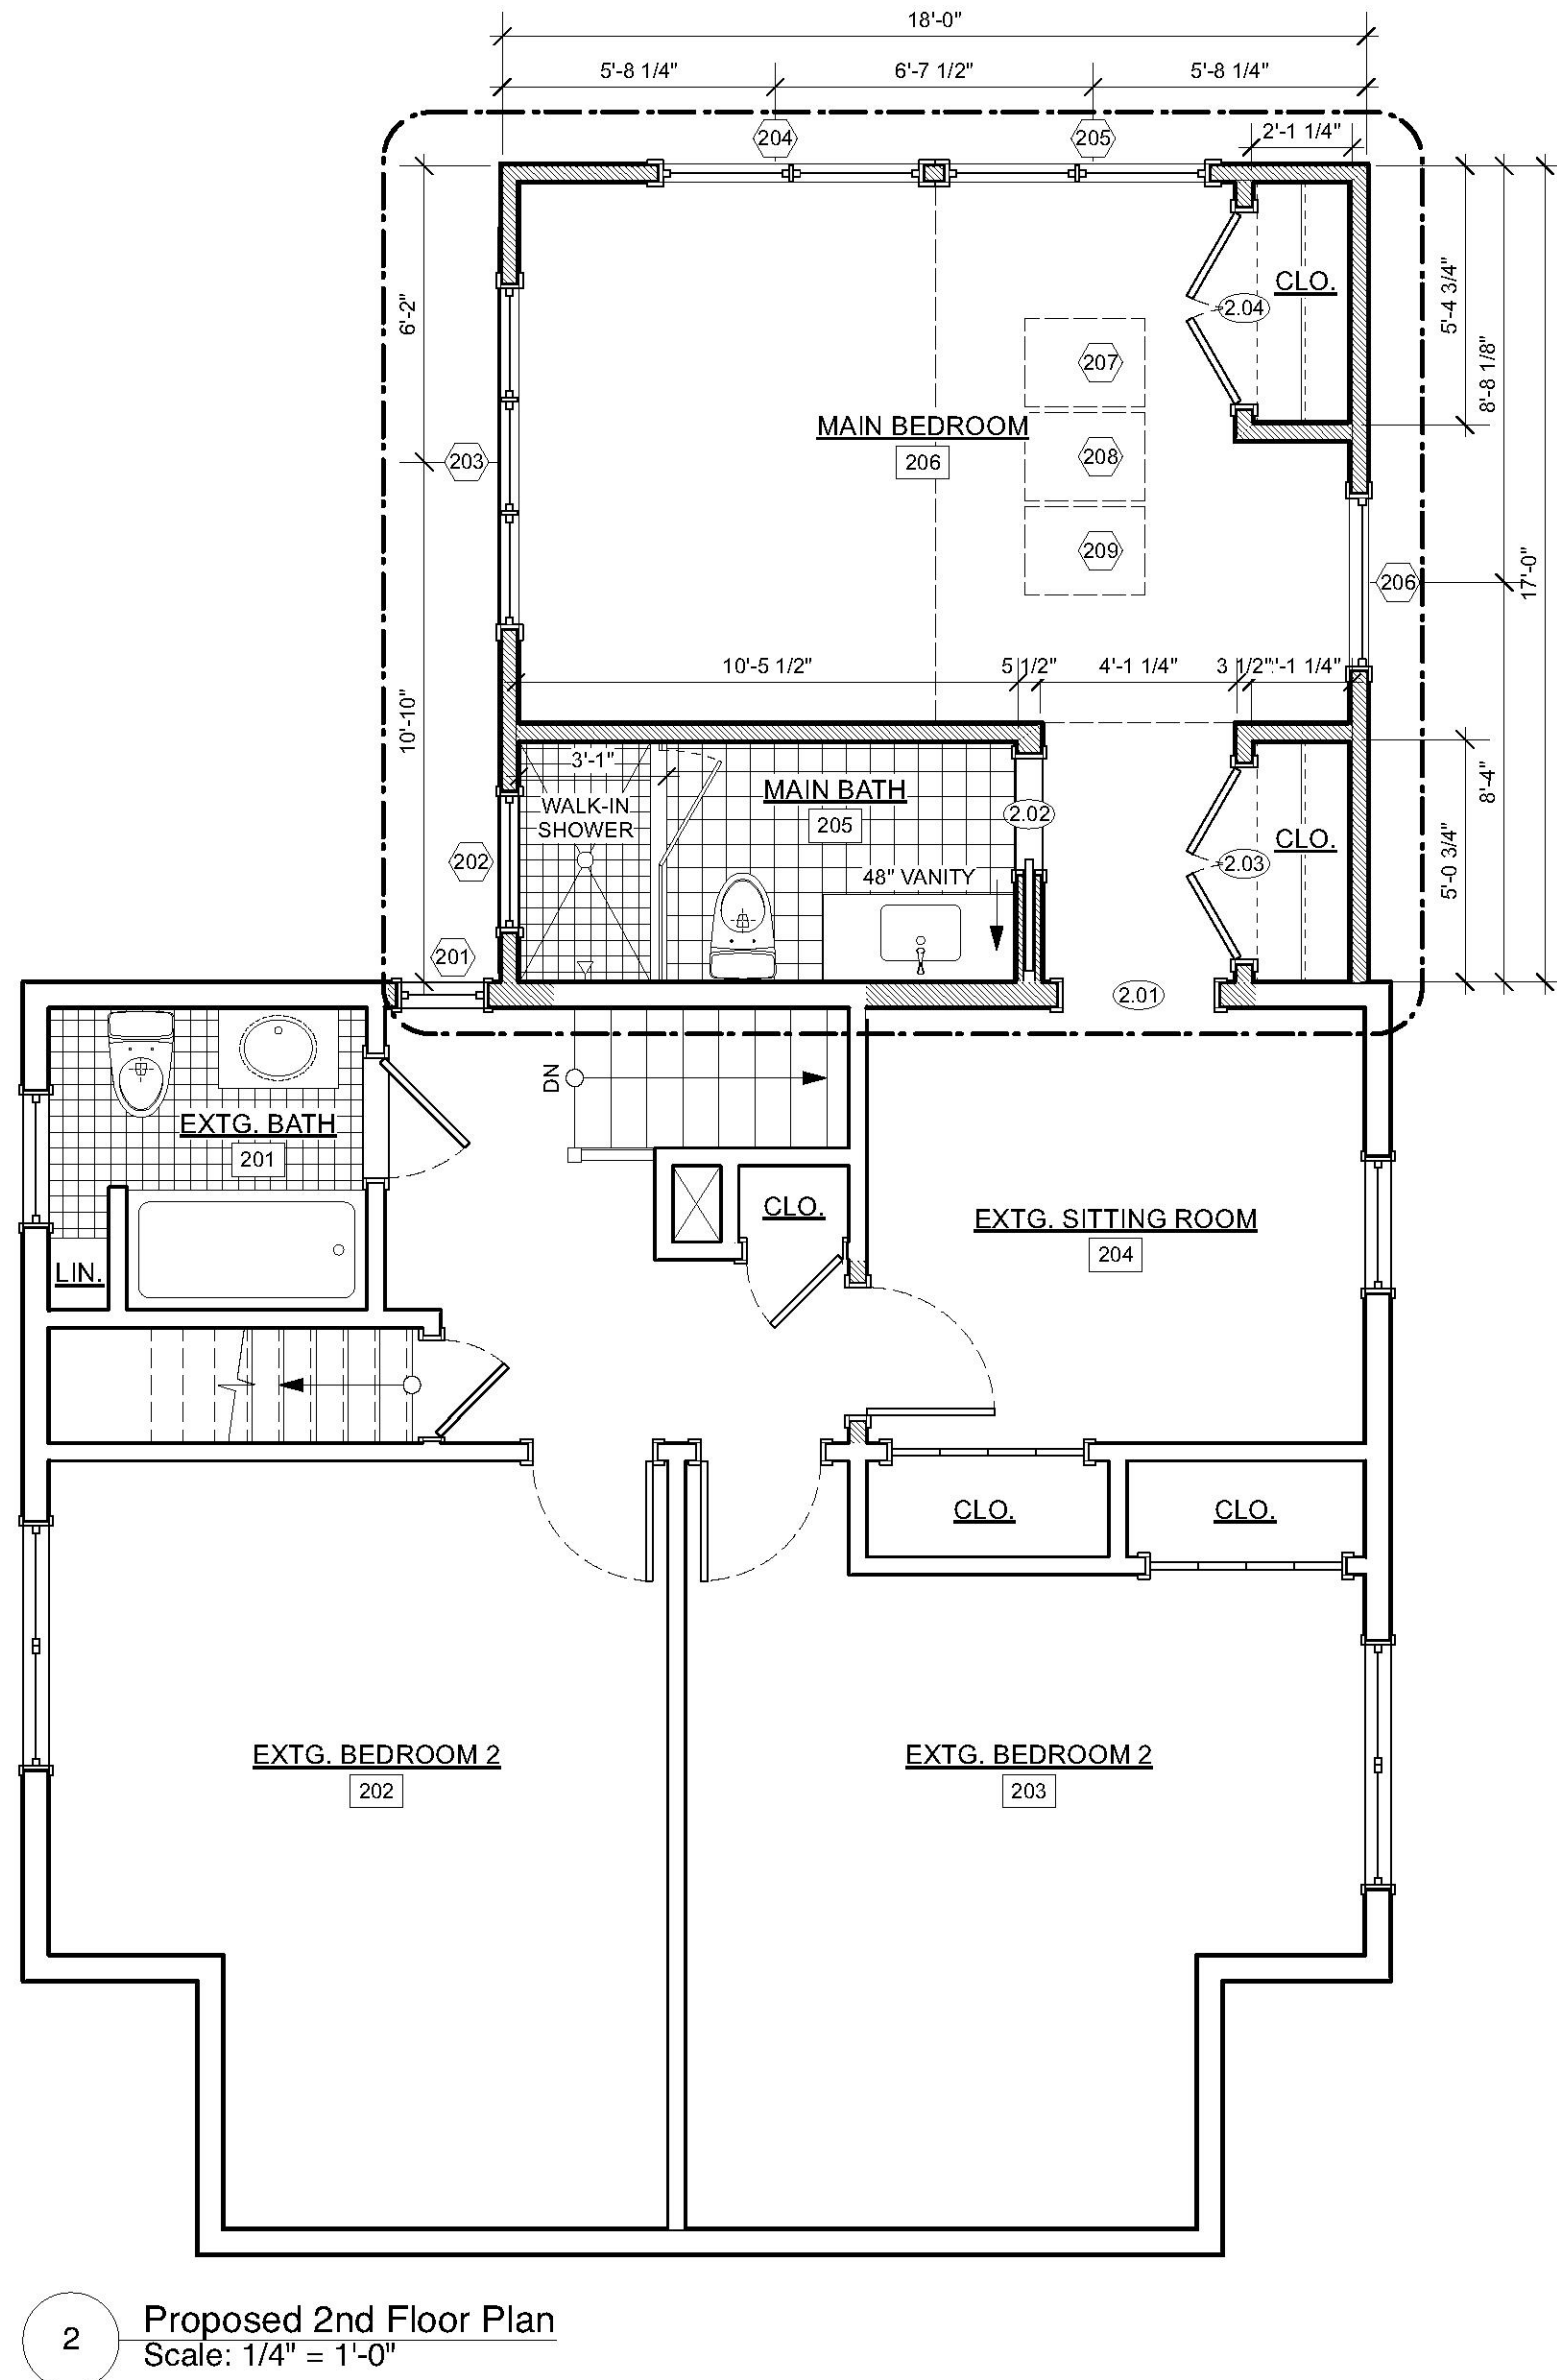 18'-0"
5'-8 1/4"
6'-7 1/2"
5'-8 1/4"
204
205
2'-1 1/4"
6'-2"
CLO.
2.04
5'-4 3/4"
8'-8 1/8"
207
MAIN BEDROOM
206
208
203
209
206
17'-0"
10'-5 1/2"
5 1/2"
4'-1 1/4"
3 1/2"
'-1 1/4"
10'-10"
3'-1"
WALK-IN
SHOWER
MAIN BATH
205
2.02
8'-4"
CLO.
2.03
5'-0 3/4"
202
48" VANITY
201
2.01
DN
EXTG. BATH
201
CLO.
EXTG. SITTING ROOM
204
LIN.
CLO.
CLO.
EXTG. BEDROOM 2
202
EXTG. BEDROOM 2
203
2
Proposed 2nd Floor Plan
Scale: 1/4" = 1'-0"